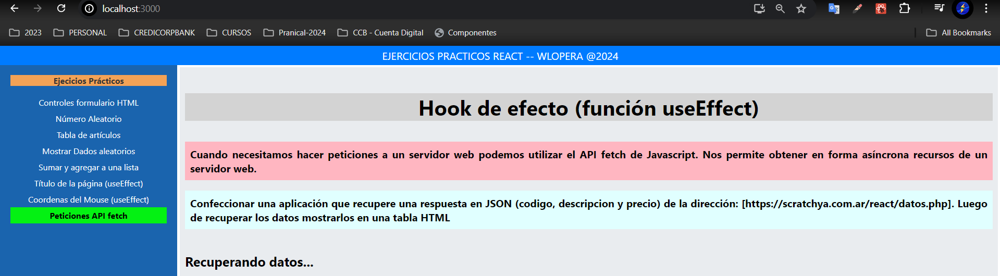 localhost:3000
2023 PERSONAL CREDICORPBANK CURSOS Pranical-2024 CCB - Cuenta Digital Componentes All Bookmarks
EJERCICIOS PRACTICOS REACT -- WLOPERA @2024
Ejecicios Prácticos
Controles formulario HTML
Número Aleatorio
Tabla de artículos
Mostrar Dados aleatorios
Sumar y agregar a una lista
Título de la página (useEffect)
Coordenas del Mouse (useEffect)
Peticiones API fetch
Hook de efecto (función useEffect)
Cuando necesitamos hacer peticiones a un servidor web podemos utilizar el API fetch de Javascript. Nos permite obtener en forma asíncrona recursos de un
servidor web.
Confeccionar una aplicación que recupere una respuesta en JSON (codigo, descripcion y precio) de la dirección: [https://scratchya.com.ar/react/datos.php]. Luego
de recuperar los datos mostrarlos en una tabla HTML
Recuperando datos...